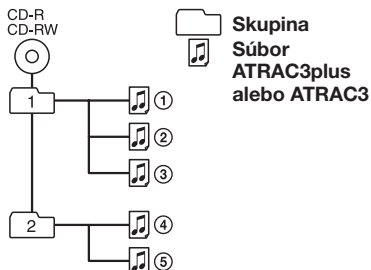 CD-R
CD-RW
Skupina
Súbor
ATRAC3plus
alebo ATRAC3
1
①
②
③
2
④
⑤